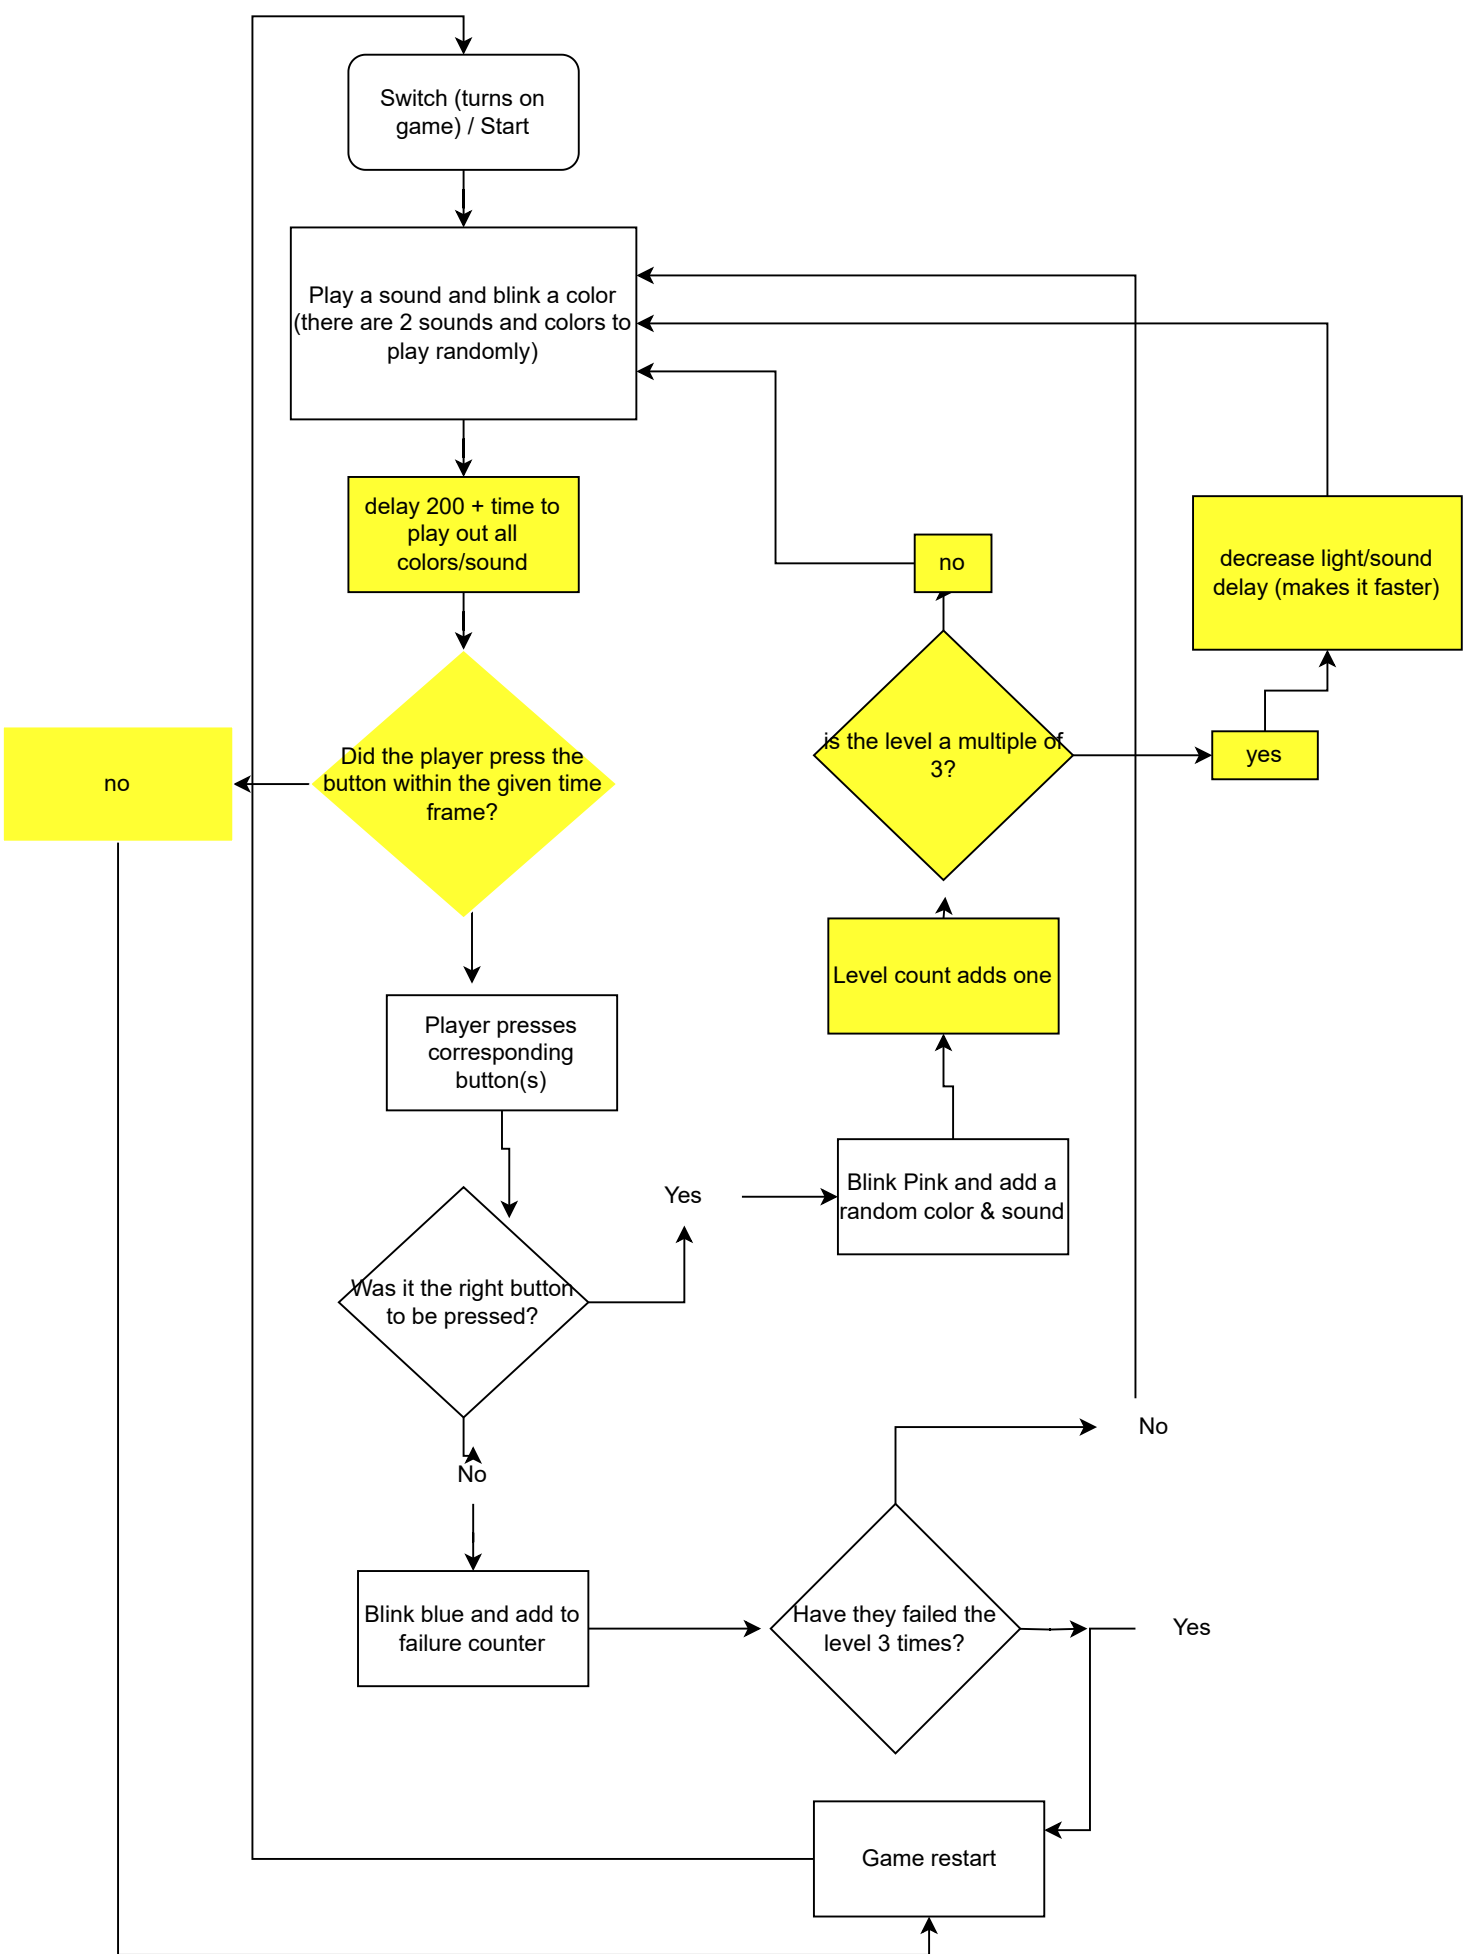 Switch (turns on
game) / Start
Play a sound and blink a color
(there are 2 sounds and colors to
play randomly)
delay 200 + time to
play out all
colors/sound
no
decrease light/sound
delay (makes it faster)
Did the player press the
button within the given time
frame?
no
is the level a multiple of
3?
yes
Level count adds one
Player presses
corresponding
button(s)
Yes
Blink Pink and add a
random color & sound
Was it the right button
to be pressed?
No
No
Blink blue and add to
failure counter
Have they failed the
level 3 times?
Yes
Game restart